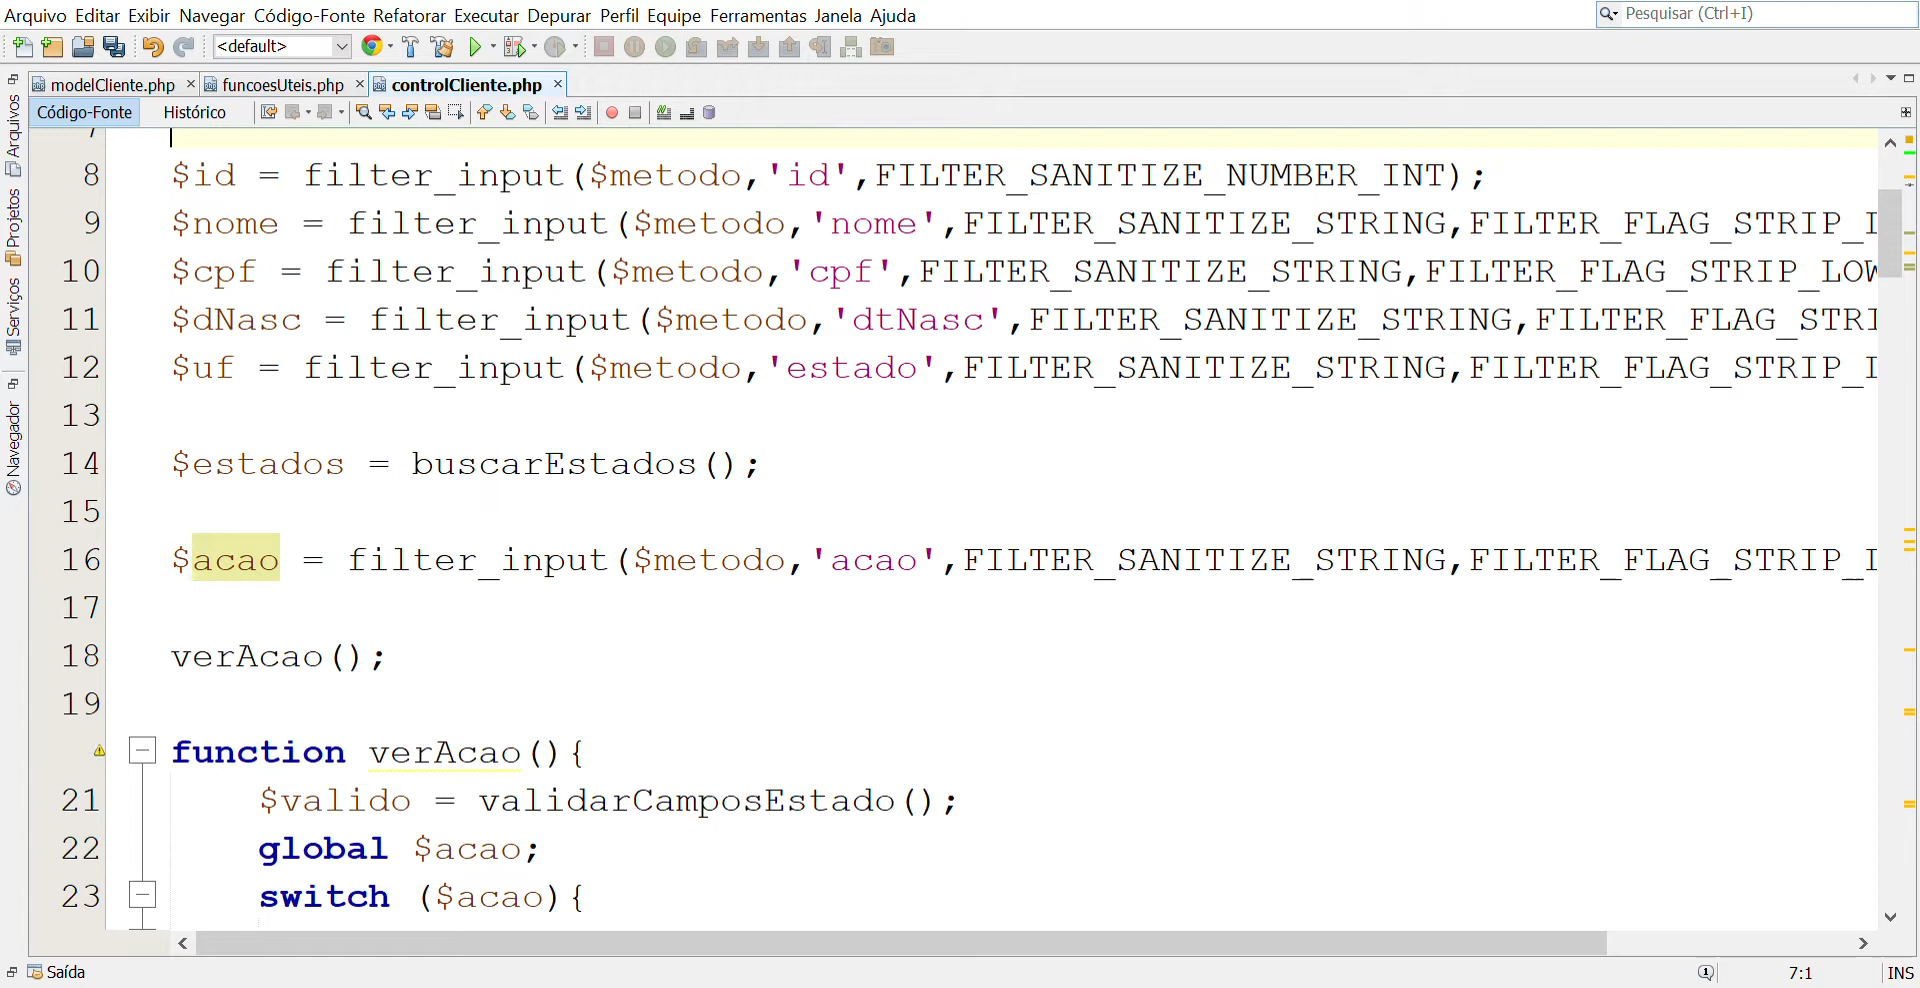 Arquivo Editar Exibir Navegar Código-Fonte Refatorar Executar Depurar Perfil Equipe Ferramentas Janela Ajuda
Pesquisar (Ctrl+I)
<default>
modelCliente.php
funcoesUteis.php
controlCliente.php
Código-Fonte
Histórico
Arquivos
Projetos
Serviços
Navegador
7
8 $id = filter_input($metodo,'id',FILTER_SANITIZE_NUMBER_INT);
9 $nome = filter_input($metodo,'nome',FILTER_SANITIZE_STRING,FILTER_FLAG_STRIP_
10 $cpf = filter_input($metodo,'cpf',FILTER_SANITIZE_STRING,FILTER_FLAG_STRIP_LOW
11 $dNasc = filter_input($metodo,'dtNasc',FILTER_SANITIZE_STRING,FILTER_FLAG_STRI
12 $uf = filter_input($metodo,'estado',FILTER_SANITIZE_STRING,FILTER_FLAG_STRIP_
13
14 $estados = buscarEstados();
15
16 $acao = filter_input($metodo,'acao',FILTER_SANITIZE_STRING,FILTER_FLAG_STRIP_
17
18 verAcao();
19
function verAcao(){
21 $valido = validarCamposEstado();
22 global $acao;
23 switch ($acao){
Saída
7:1
INS